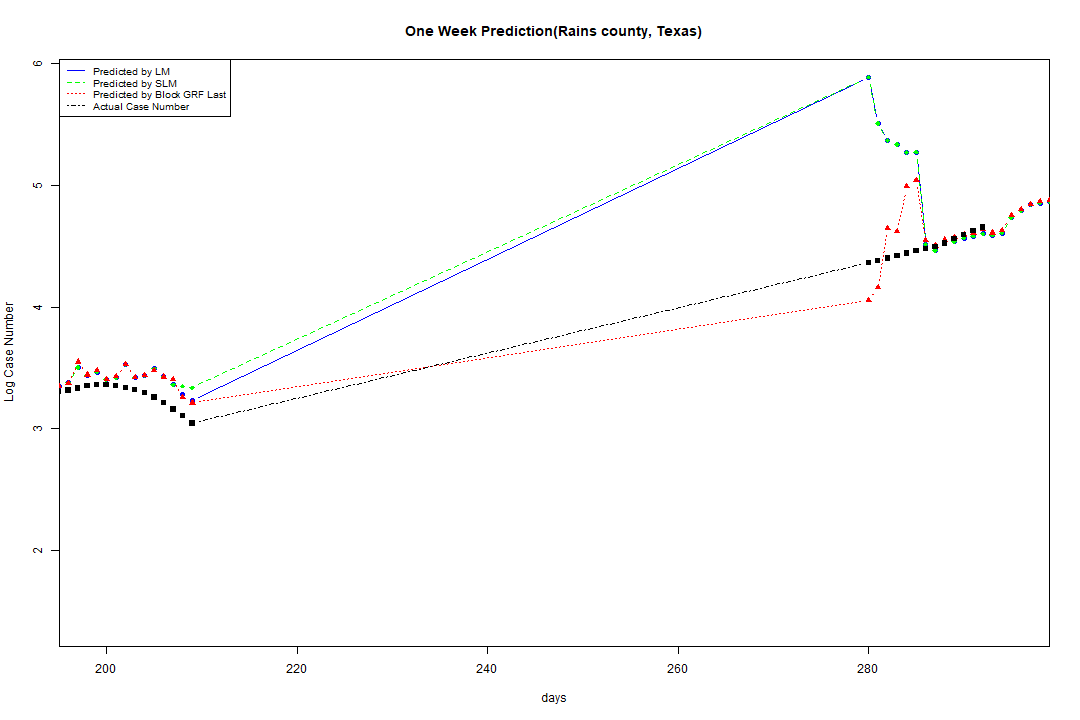 One Week Prediction(Rains county, Texas)
Predicted by LM
Predicted by SLM
Predicted by Block GRF Last
Actual Case Number
6
5
4
3
2
Log Case Number
200 220 240 260 280
days